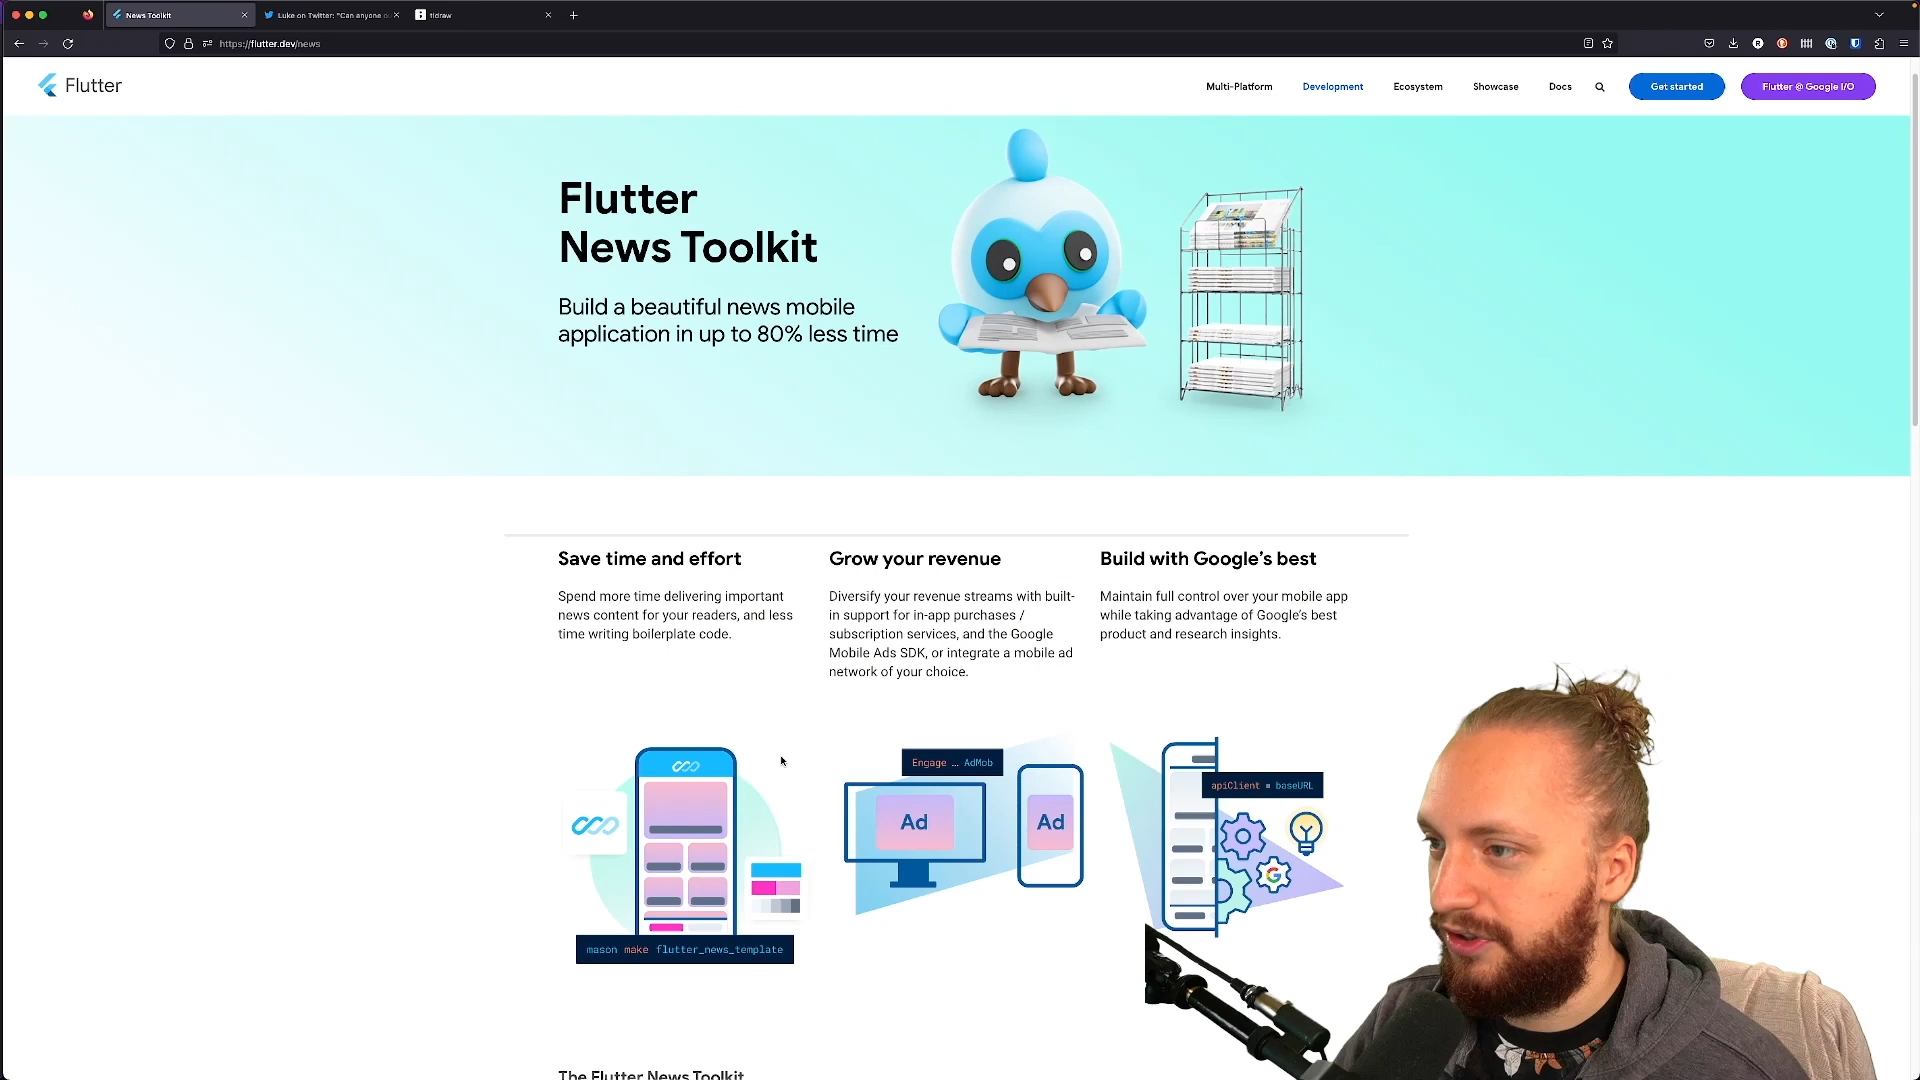 News Toolkit
Luke on Twitter: "Can anyone ou
tldraw
https://flutter.dev/news
Flutter
Multi-Platform
Development
Ecosystem
Showcase
Docs
Get started
Flutter @ Google I/O
Flutter
News Toolkit
Build a beautiful news mobile
application in up to 80% less time
Save time and effort
Spend more time delivering important
news content for your readers, and less
time writing boilerplate code.
Grow your revenue
Diversify your revenue streams with built-
in support for in-app purchases /
subscription services, and the Google
Mobile Ads SDK, or integrate a mobile ad
network of your choice.
Build with Google's best
Maintain full control over your mobile app
while taking advantage of Google's best
product and research insights.
mason make flutter_news_template
Engage … AdMob
Ad
Ad
apiClient = baseURL
G
The Flutter News Toolkit